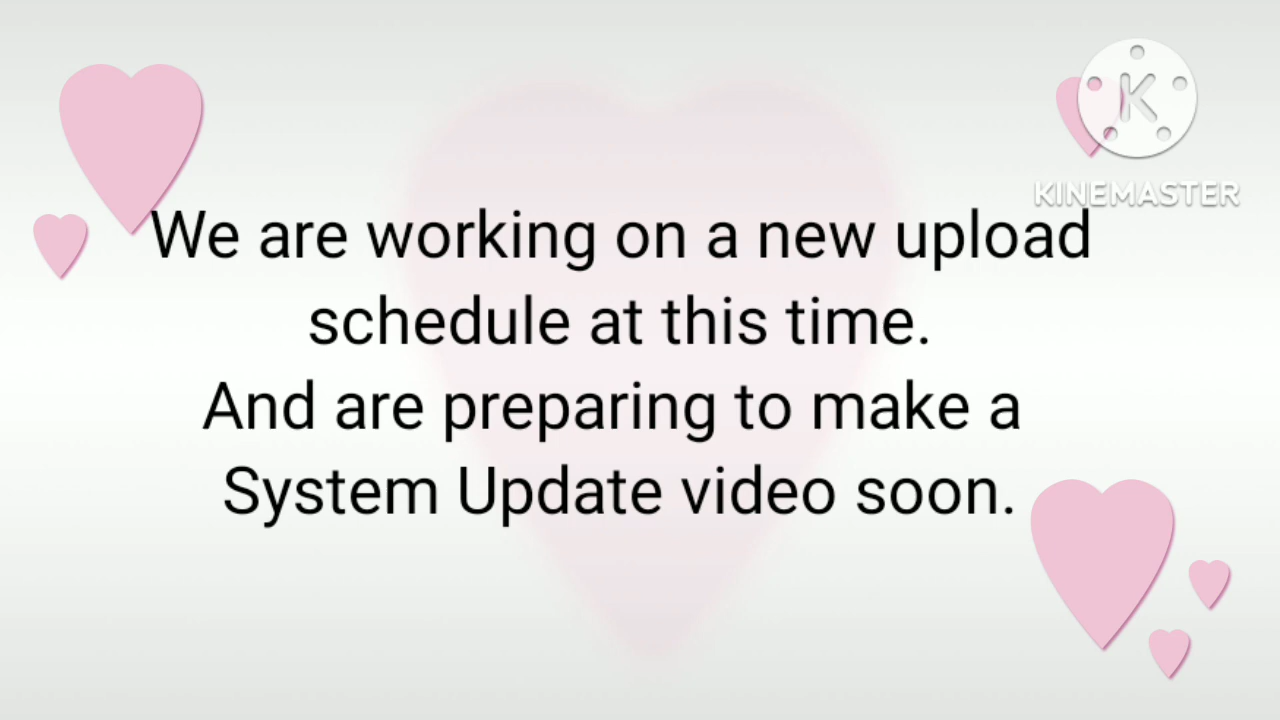 K
KINEMASTER
We are working on a new upload
schedule at this time.
And are preparing to make a
System Update video soon.